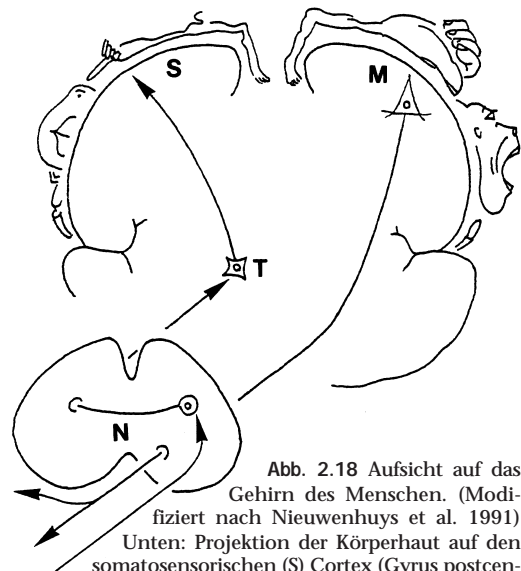 S
M
T
N
Abb. 2.18 Aufsicht auf das
Gehirn des Menschen. (Modi-
fiziert nach Nieuwenhuys et al. 1991)
Unten: Projektion der Körperhaut auf den
somatosensorischen (S) Cortex (Gyrus postcen-